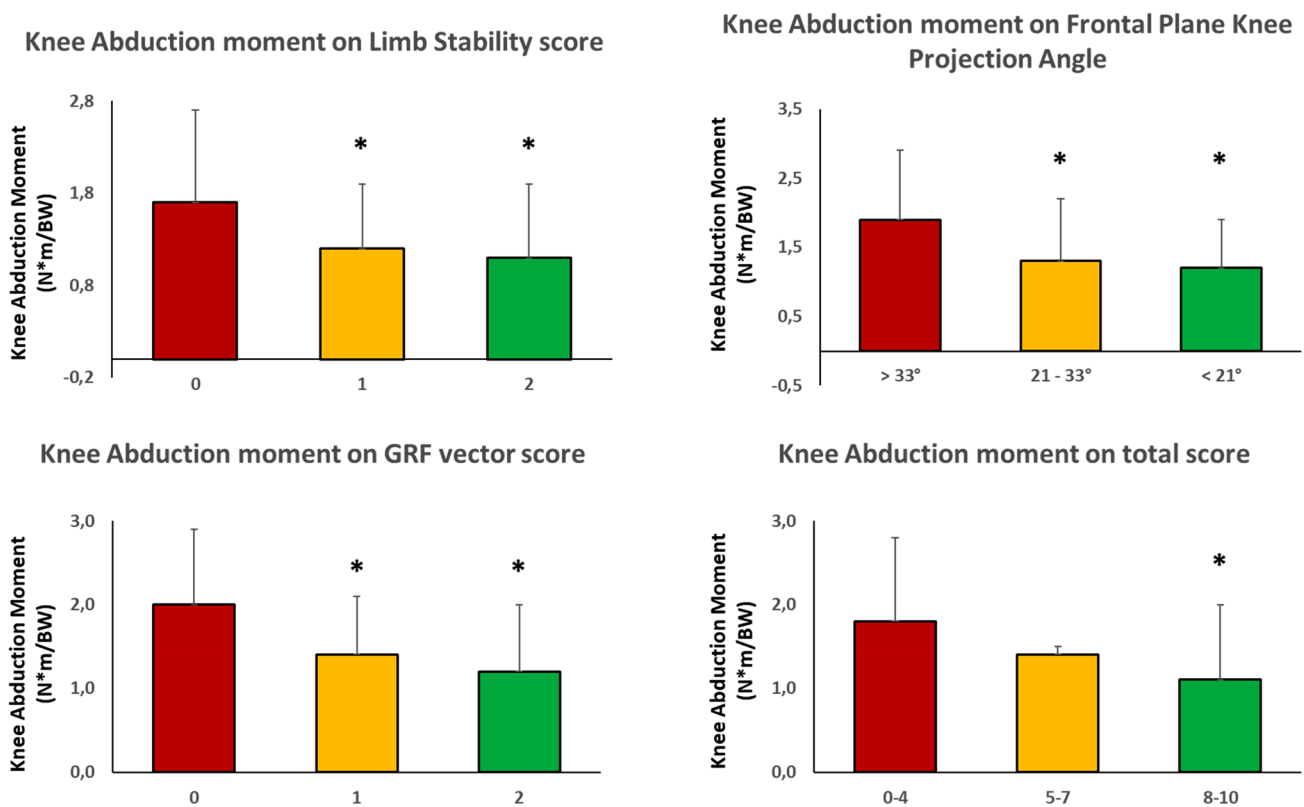 Knee Abduction moment on Limb Stability score
Knee Abduction Moment
(N*m/BW)
2,8
1,8
0,8
-0,2
*
*
0
1
2
Knee Abduction moment on Frontal Plane Knee
Projection Angle
Knee Abduction Moment
(N*m/BW)
3,5
2,5
1,5
0,5
-0,5
*
*
> 33°
21 - 33°
< 21°
Knee Abduction moment on GRF vector score
Knee Abduction Moment
(N*m/BW)
3,0
2,0
1,0
0,0
*
*
0
1
2
Knee Abduction moment on total score
Knee Abduction Moment
(N*m/BW)
3,0
2,0
1,0
0,0
*
0-4
5-7
8-10